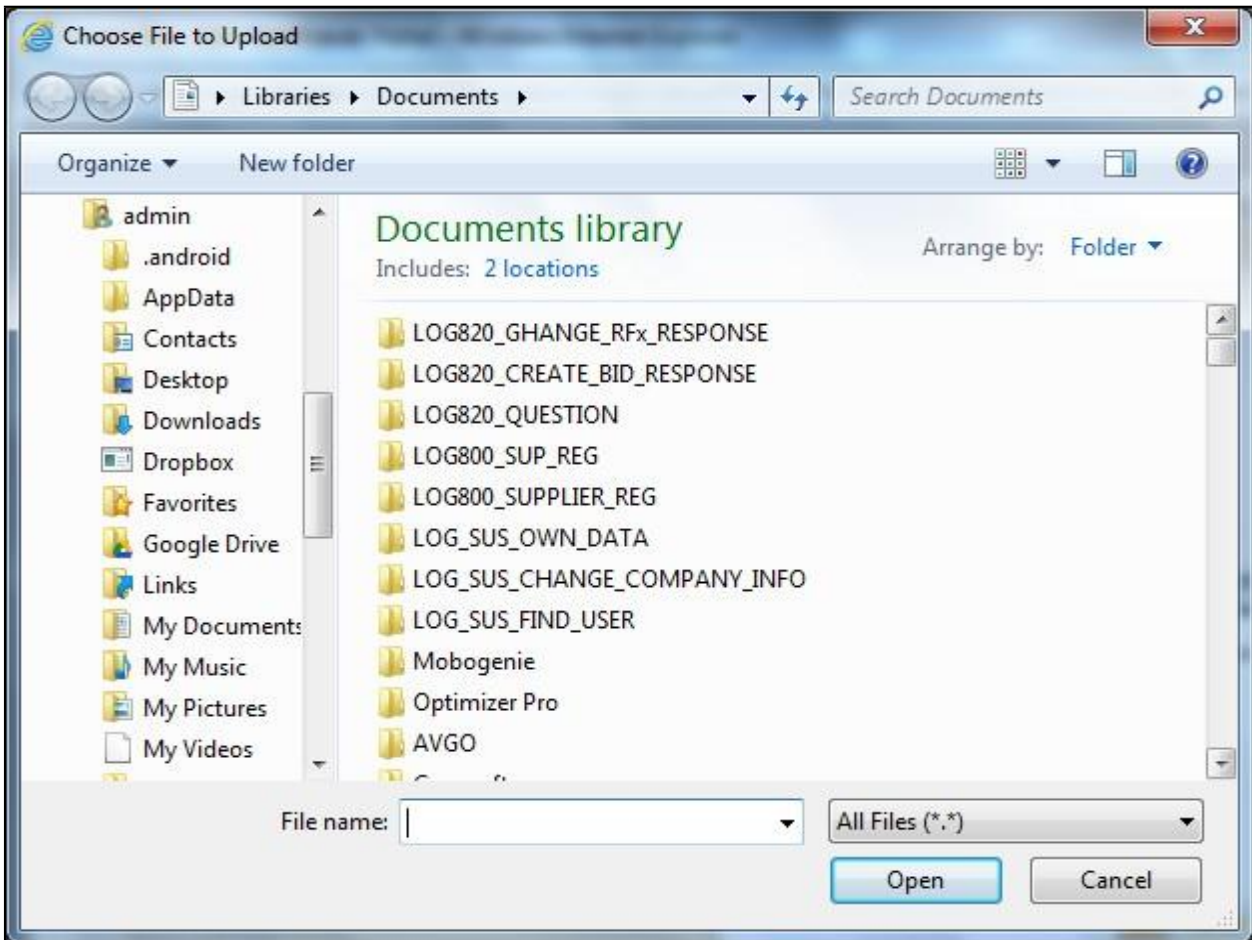 Choose File to Upload
Libraries Documents
Search Documents
Organize New folder
admin
.android
AppData
Contacts
Desktop
Downloads
Dropbox
Favorites
Google Drive
Links
My Documents
My Music
My Pictures
My Videos
Documents library
Includes: 2 locations
Arrange by: Folder
LOG820_GHANGE_RFx_RESPONSE
LOG820_CREATE_BID_RESPONSE
LOG820_QUESTION
LOG800_SUP_REG
LOG800_SUPPLIER_REG
LOG_SUS_OWN_DATA
LOG_SUS_CHANGE_COMPANY_INFO
LOG_SUS_FIND_USER
Mobogenie
Optimizer Pro
AVGO
File name:
All Files (*.*)
Open Cancel